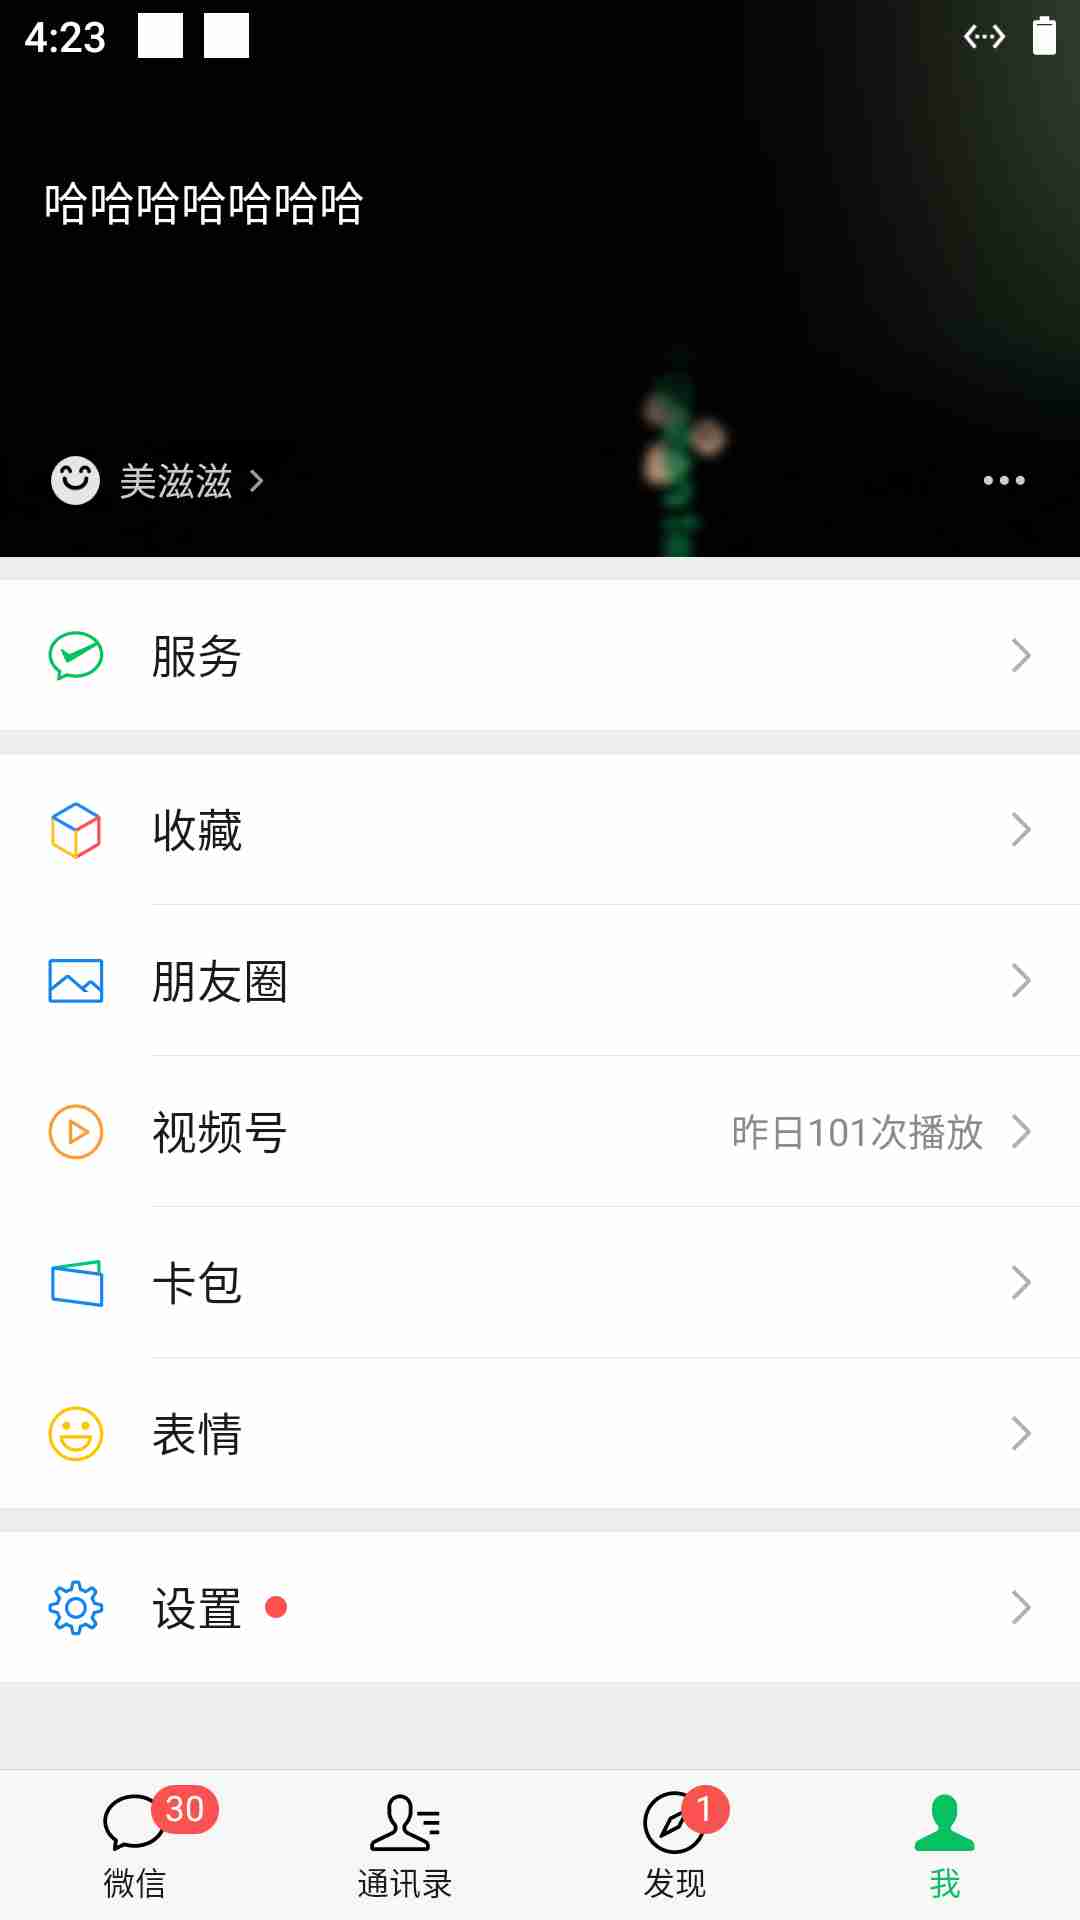 4:23
哈哈哈哈哈哈哈
美滋滋
服务
收藏
朋友圈
视频号 昨日101次播放
卡包
表情
设置
30 1
微信 通讯录 发现 我